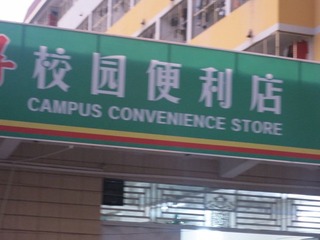 校园便利店
CAMPUS CONVENIENCE STORE